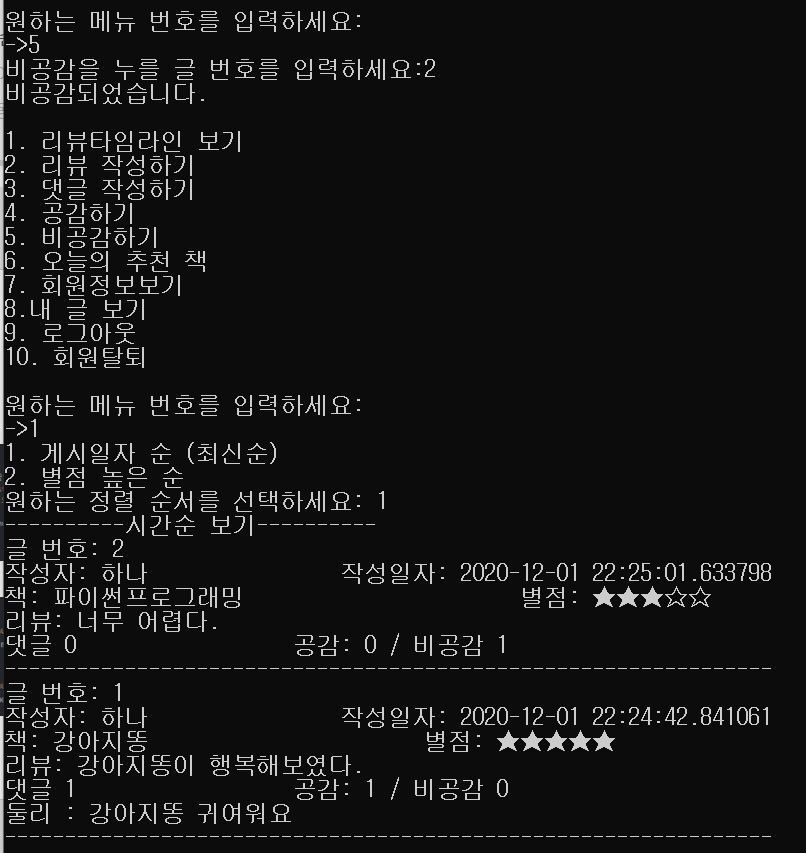 원하는 메뉴 번호를 입력하세요:
->5
비공감을 누를 글 번호를 입력하세요:2
비공감되었습니다.
1. 리뷰타임라인 보기
2. 리뷰 작성하기
3. 댓글 작성하기
4. 공감하기
5. 비공감하기
6. 오늘의 추천 책
7. 회원정보보기
8.내 글 보기
9. 로그아웃
10. 회원탈퇴
원하는 메뉴 번호를 입력하세요:
->1
1. 게시일자 순 (최신순)
2. 별점 높은 순
원하는 정렬 순서를 선택하세요: 1
----------시간순 보기----------
글 번호: 2
작성자: 하나 작성일자: 2020-12-01 22:25:01.633798
책: 파이썬프로그래밍 별점: ★★★☆☆
리뷰: 너무 어렵다.
댓글 0 공감: 0 / 비공감 1
----------------------------------------------------------------
글 번호: 1
작성자: 하나 작성일자: 2020-12-01 22:24:42.841061
책: 강아지똥 별점: ★★★★★
리뷰: 강아지똥이 행복해보였다.
댓글 1 공감: 1 / 비공감 0
둘리 : 강아지똥 귀여워요
----------------------------------------------------------------